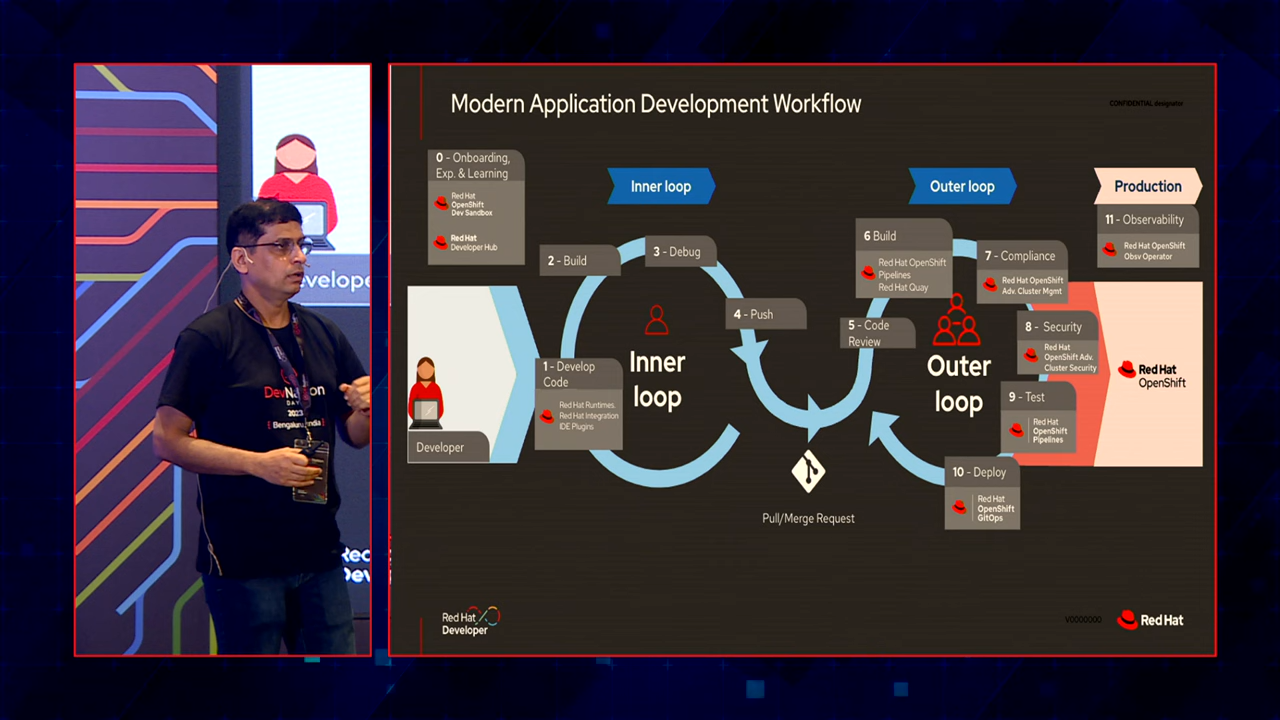 Modern Application Development Workflow
CONFIDENTIAL designator
0 - Onboarding,
Exp. & Learning
Red Hat
OpenShift
Dev Sandbox
Red Hat
Developer Hub
Inner loop
Outer loop
Production
11 - Observability
Red Hat OpenShift
Obsv Operator
2 - Build
3 - Debug
4 - Push
5 - Code
Review
6 Build
Red Hat OpenShift
Pipelines
Red Hat Quay
7 - Compliance
Red Hat OpenShift
Adv. Cluster Mgmt
8 - Security
Red Hat
OpenShift Adv.
Cluster Security
9 - Test
Red Hat
OpenShift
Pipelines
10 - Deploy
Red Hat
OpenShift
GitOps
1 - Develop
Code
Red Hat Runtimes.
Red Hat Integration
IDE Plugins
Inner
loop
Outer
loop
Red Hat
OpenShift
Developer
Pull/Merge Request
Red Hat
Developer
V0000000
Red Hat
evelope
DevNation
DAY
2023
Bengaluru, India
Rec
Dev